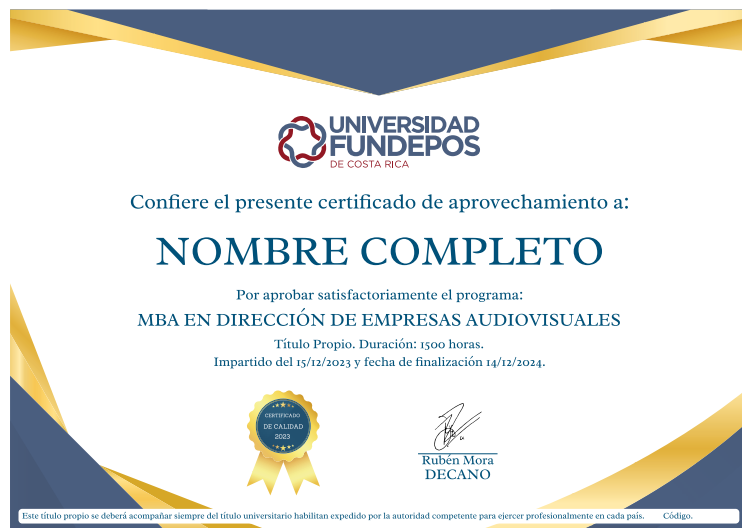 UNIVERSIDAD
FUNDEPOS
DE COSTA RICA
Confiere el presente certificado de aprovechamiento a:
NOMBRE COMPLETO
Por aprobar satisfactoriamente el programa:
MBA EN DIRECCIÓN DE EMPRESAS AUDIOVISUALES
Título Propio. Duración: 1500 horas.
Impartido del 15/12/2023 y fecha de finalización 14/12/2024.
CERTIFICADO
DE CALIDAD
2023
Rubén Mora
DECANO
Este título propio se deberá acompañar siempre del título universitario habilitan expedido por la autoridad competente para ejercer profesionalmente en cada país. Código.